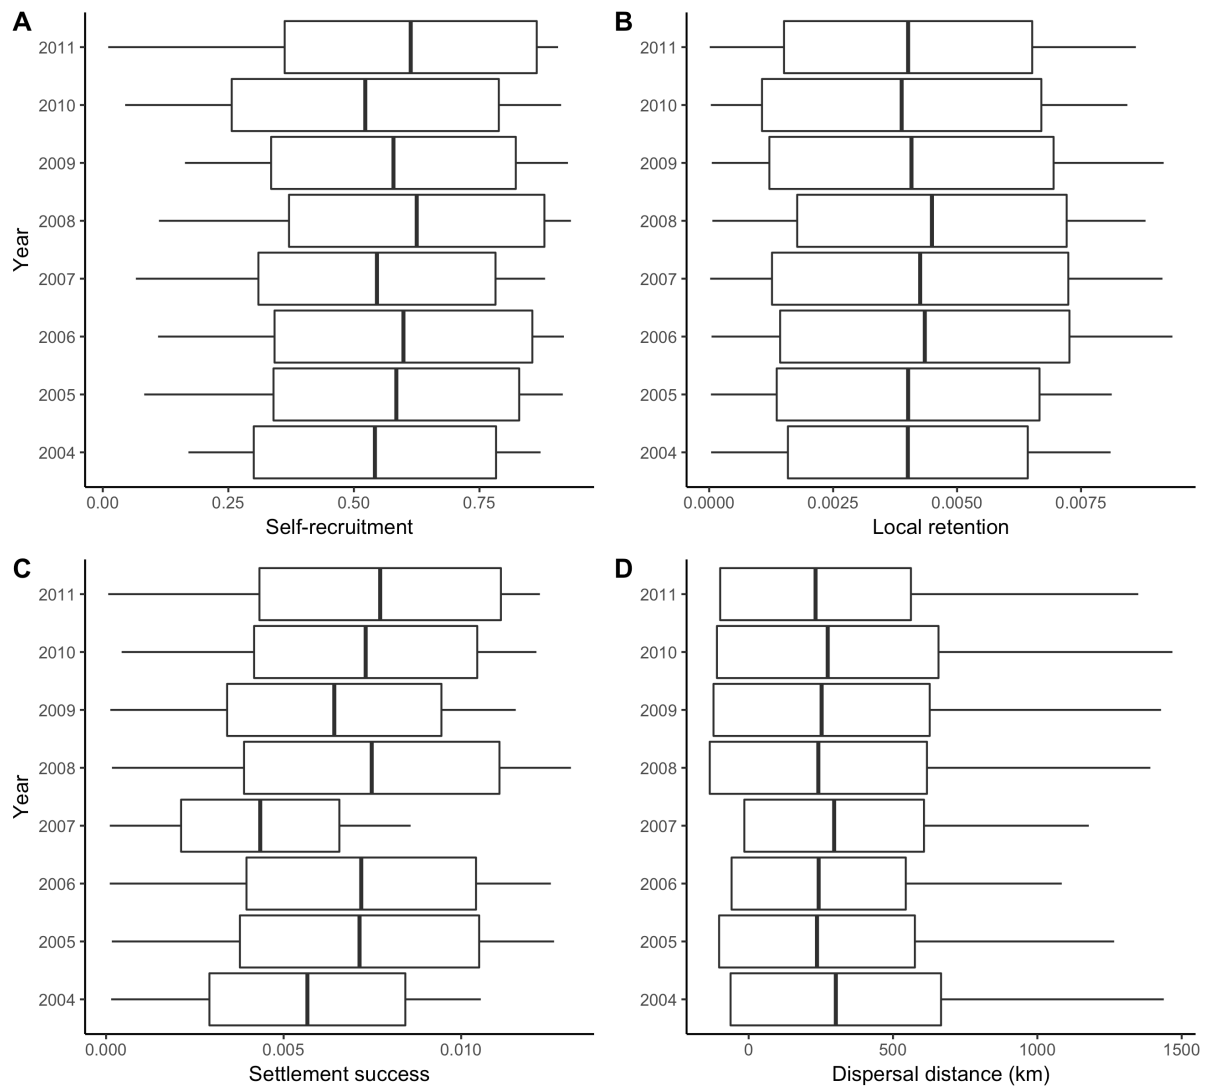 A
Year
2011
2010
2009
2008
2007
2006
2005
2004
0.00 0.25 0.50 0.75
Self-recruitment
B
2011
2010
2009
2008
2007
2006
2005
2004
0.0000 0.0025 0.0050 0.0075
Local retention
C
Year
2011
2010
2009
2008
2007
2006
2005
2004
0.000 0.005 0.010
Settlement success
D
2011
2010
2009
2008
2007
2006
2005
2004
0 500 1000 1500
Dispersal distance (km)